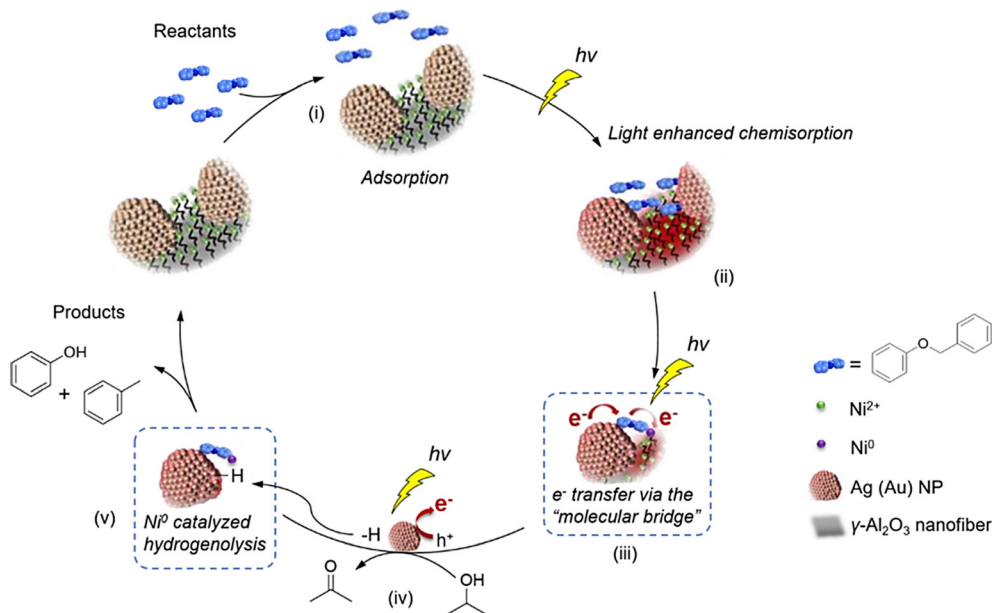 Reactants
hv
(i)
Light enhanced chemisorption
Adsorption
(ii)
Products
OH
+
hv
O
=
Ni²⁺
hv
e⁻
e⁻
Ni⁰
e⁻
H
Ag (Au) NP
e⁻ transfer via the
"molecular bridge"
(v)
Ni⁰ catalyzed
hydrogenolysis
-H
h⁺
γ-Al₂O₃ nanofiber
(iii)
O
OH
(iv)